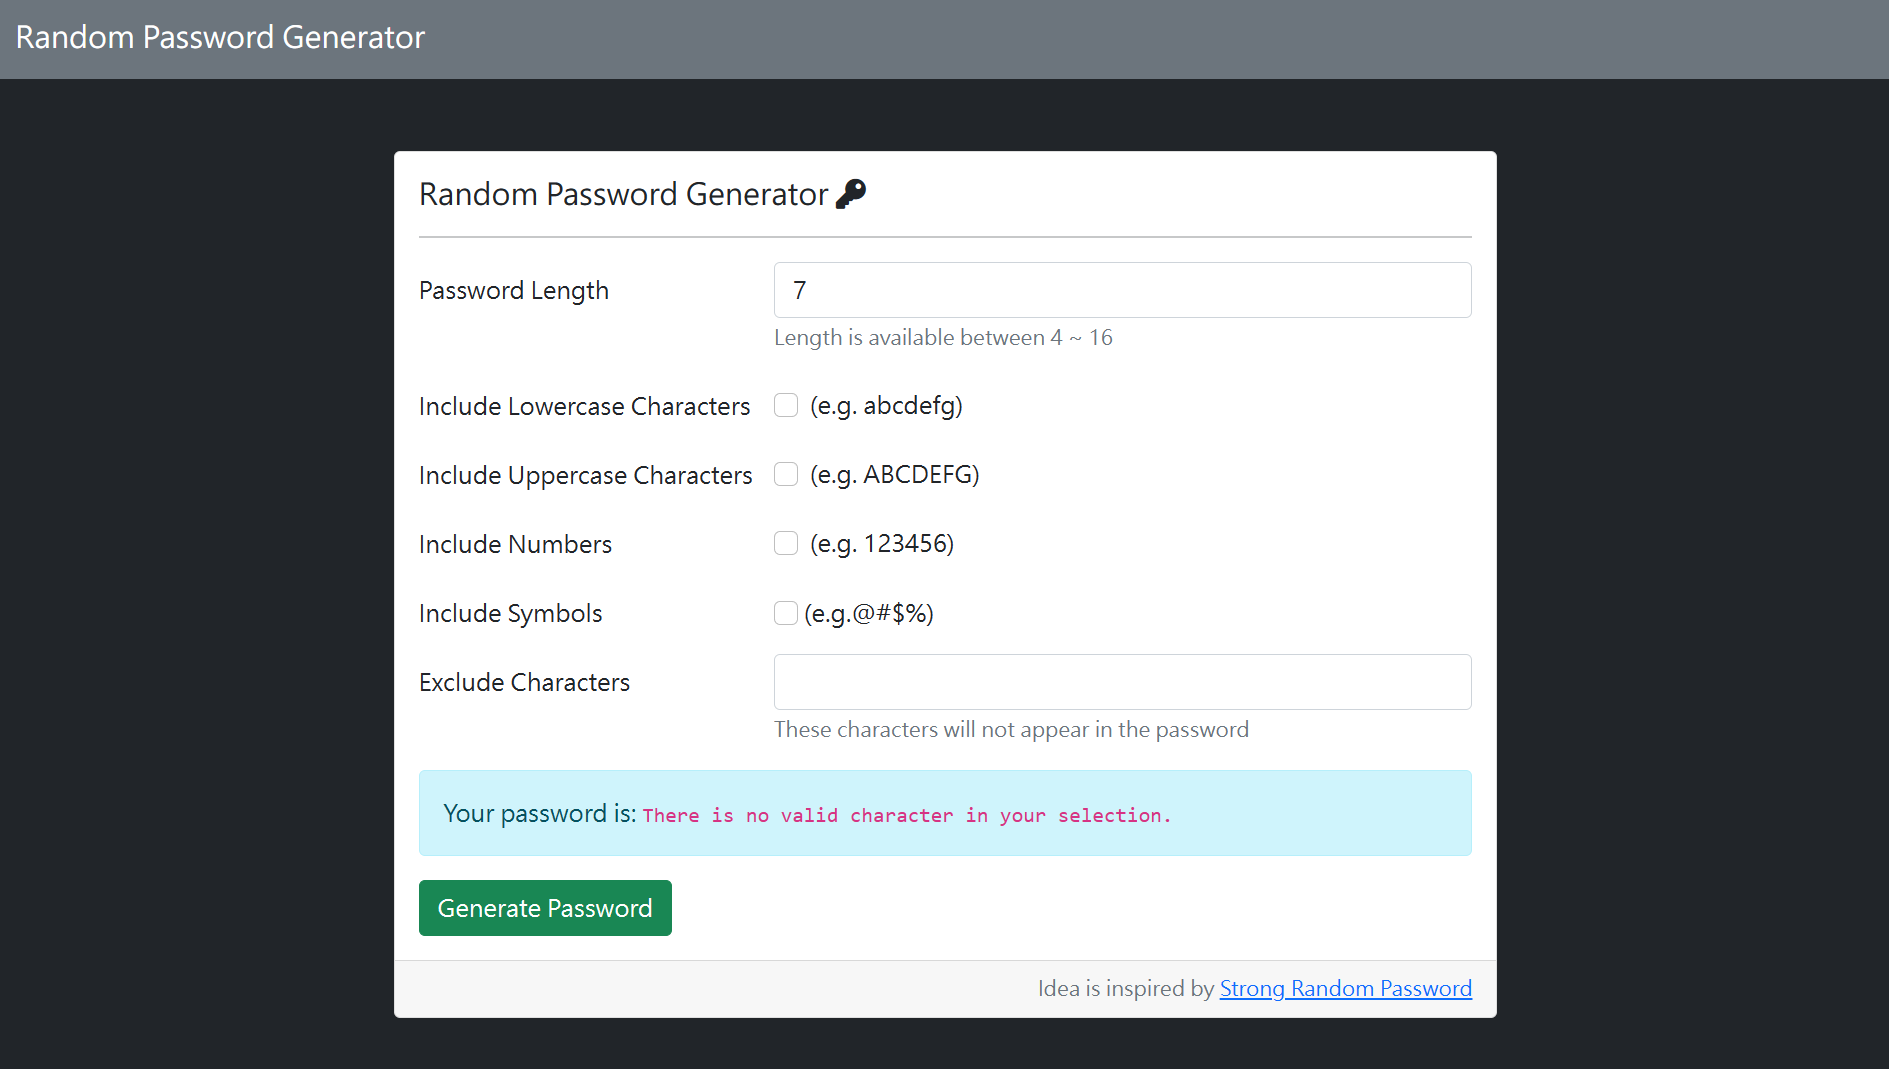 Random Password Generator
Random Password Generator
Password Length
7
Length is available between 4 ~ 16
Include Lowercase Characters (e.g. abcdefg)
Include Uppercase Characters (e.g. ABCDEFG)
Include Numbers (e.g. 123456)
Include Symbols (e.g.@#$%)
Exclude Characters
These characters will not appear in the password
Your password is: There is no valid character in your selection.
Generate Password
Idea is inspired by Strong Random Password